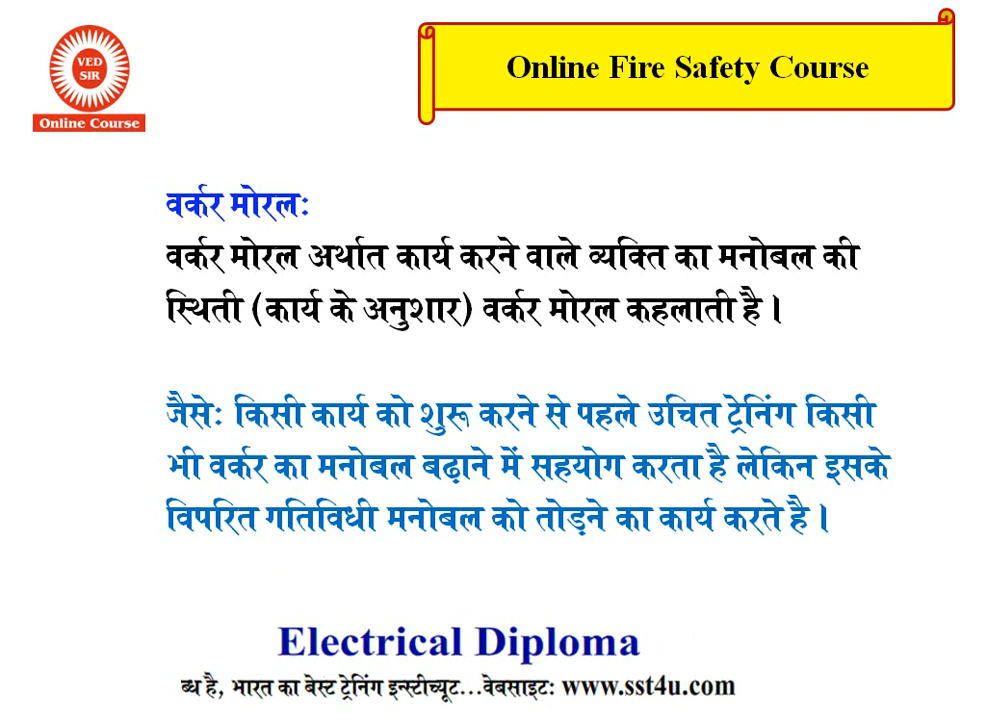 VED
SIR
Online Course
Online Fire Safety Course
वर्कर मोरल:
वर्कर मोरल अर्थात कार्य करने वाले व्यक्ति का मनोबल की
स्थिती (कार्य के अनुशार) वर्कर मोरल कहलाती है।
जैसे: किसी कार्य को शुरू करने से पहले उचित ट्रेनिंग किसी
भी वर्कर का मनोबल बढ़ाने में सहयोग करता है लेकिन इसके
विपरित गतिविधी मनोबल को तोड़ने का कार्य करते है।
Electrical Diploma
ब्ध है, भारत का बेस्ट ट्रेनिंग इन्स्टीच्यूट...वेबसाइट: www.sst4u.com